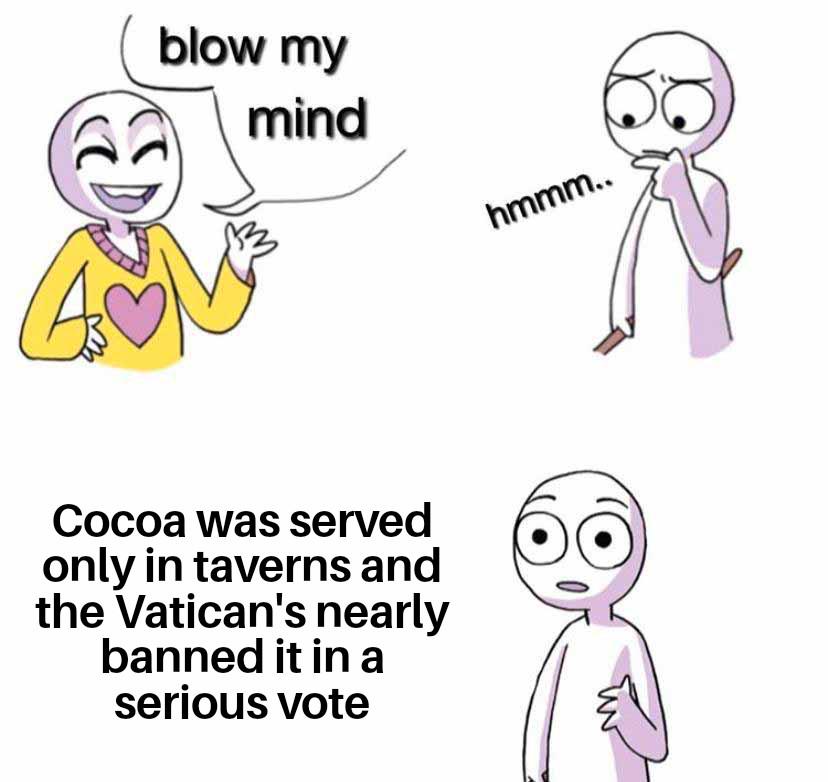 blow my
mind
hmmm..
Cocoa was served
only in taverns and
the Vatican's nearly
banned it in a
serious vote